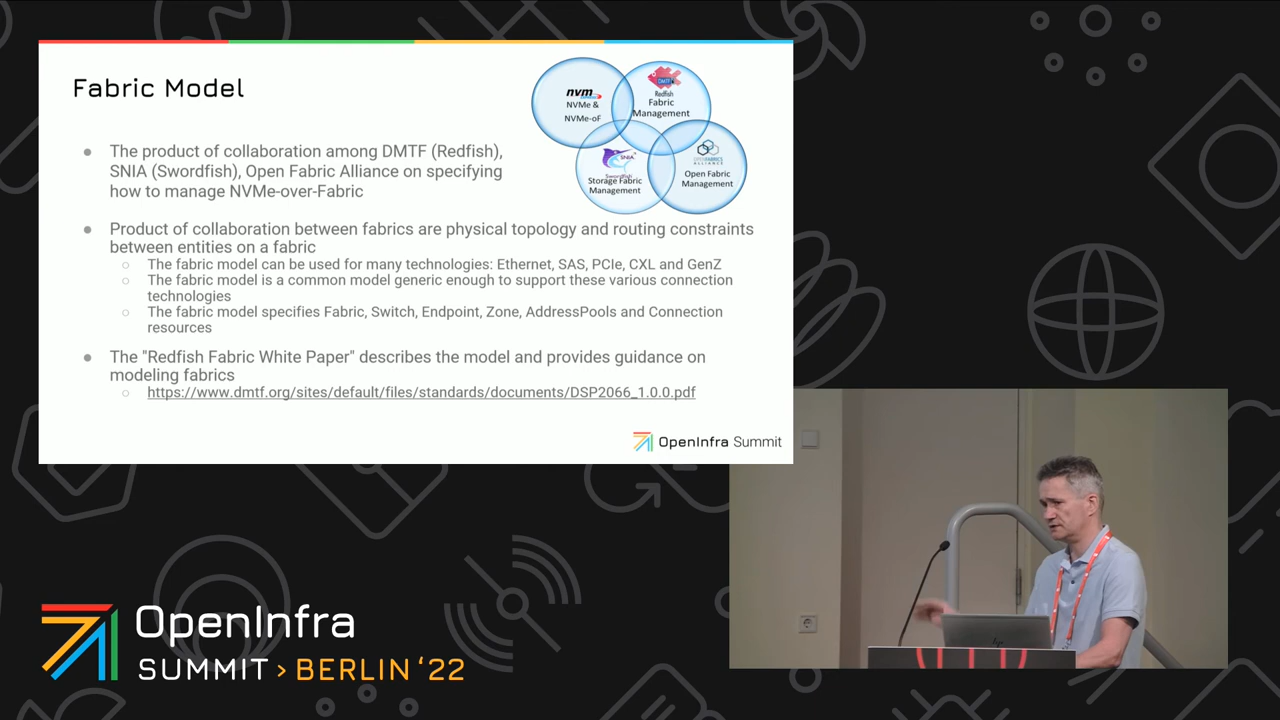 Fabric Model
nvm
NVMe &
NVMe-oF
DMTF
Redfish
Fabric
Management
SNIA
Swordfish
Storage Fabric
Management
OPENFABRICS
ALLIANCE
Open Fabric
Management
The product of collaboration among DMTF (Redfish),
SNIA (Swordfish), Open Fabric Alliance on specifying
how to manage NVMe-over-Fabric
Product of collaboration between fabrics are physical topology and routing constraints
between entities on a fabric
The fabric model can be used for many technologies: Ethernet, SAS, PCIe, CXL and GenZ
The fabric model is a common model generic enough to support these various connection
technologies
The fabric model specifies Fabric, Switch, Endpoint, Zone, AddressPools and Connection
resources
The "Redfish Fabric White Paper" describes the model and provides guidance on
modeling fabrics
https://www.dmtf.org/sites/default/files/standards/documents/DSP2066_1.0.0.pdf
OpenInfra Summit
OpenInfra
SUMMIT > BERLIN ‘22
hp